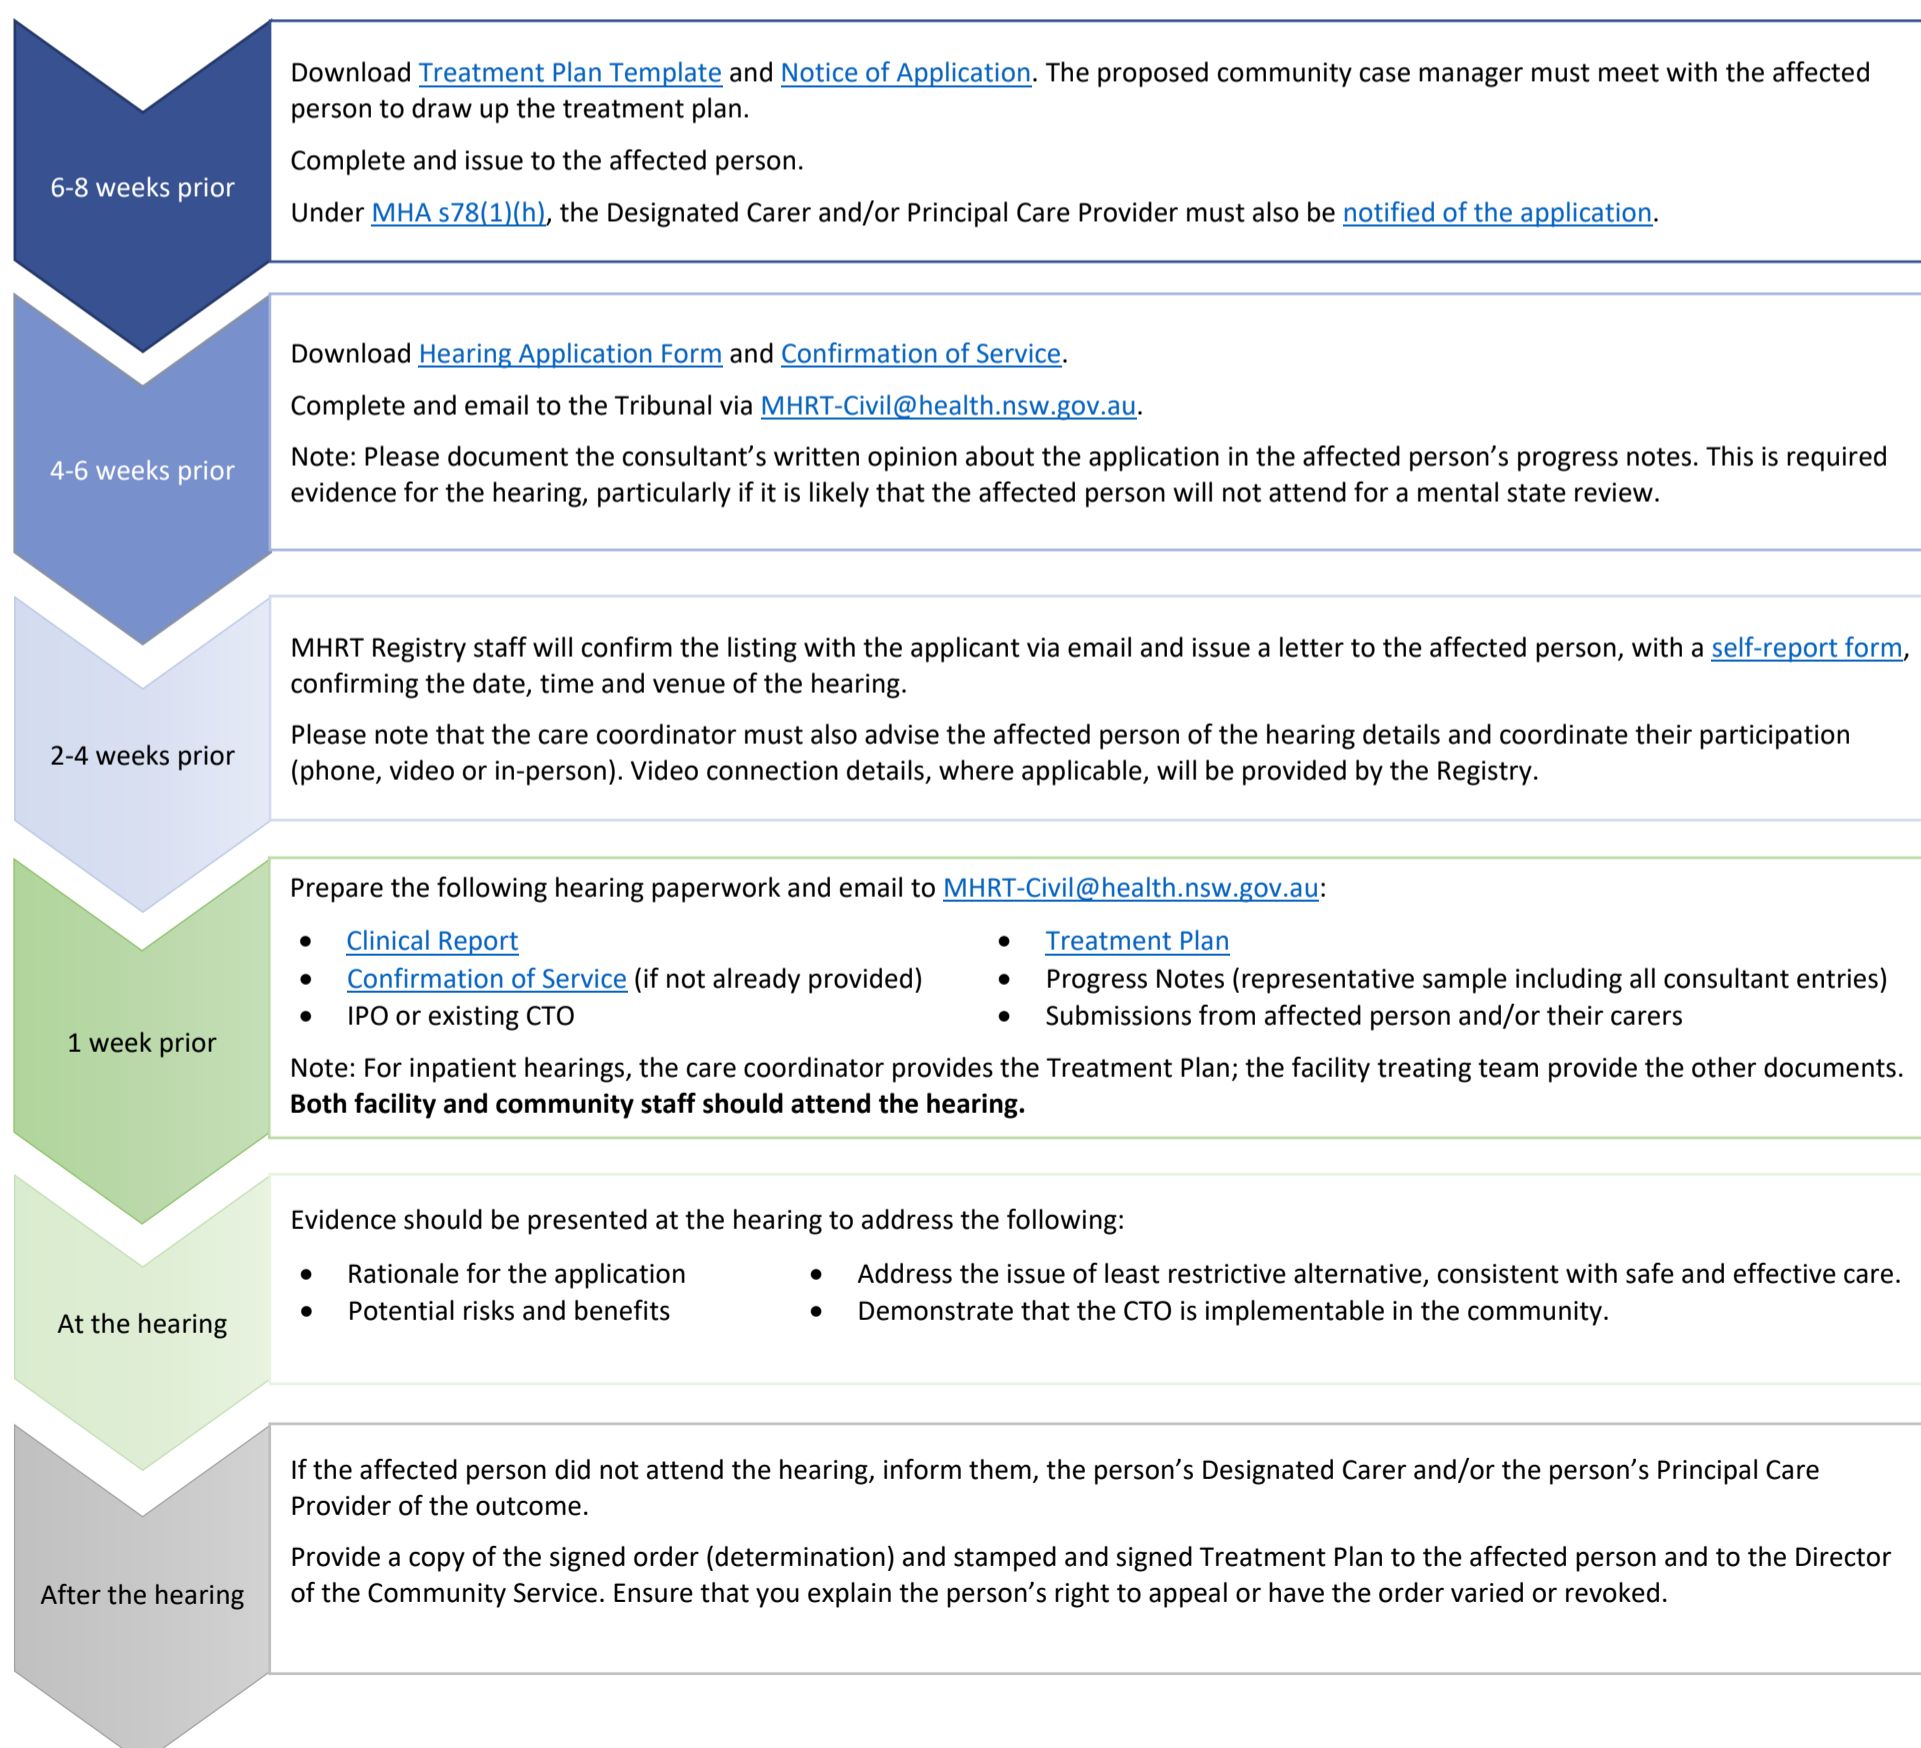 6-8 weeks prior
Download Treatment Plan Template and Notice of Application. The proposed community case manager must meet with the affected
person to draw up the treatment plan.
Complete and issue to the affected person.
Under MHA s78(1)(h), the Designated Carer and/or Principal Care Provider must also be notified of the application.
4-6 weeks prior
Download Hearing Application Form and Confirmation of Service.
Complete and email to the Tribunal via MHRT-Civil@health.nsw.gov.au.
Note: Please document the consultant’s written opinion about the application in the affected person’s progress notes. This is required
evidence for the hearing, particularly if it is likely that the affected person will not attend for a mental state review.
2-4 weeks prior
MHRT Registry staff will confirm the listing with the applicant via email and issue a letter to the affected person, with a self-report form,
confirming the date, time and venue of the hearing.
Please note that the care coordinator must also advise the affected person of the hearing details and coordinate their participation
(phone, video or in-person). Video connection details, where applicable, will be provided by the Registry.
1 week prior
Prepare the following hearing paperwork and email to MHRT-Civil@health.nsw.gov.au:
• Clinical Report
• Confirmation of Service (if not already provided)
• IPO or existing CTO
• Treatment Plan
• Progress Notes (representative sample including all consultant entries)
• Submissions from affected person and/or their carers
Note: For inpatient hearings, the care coordinator provides the Treatment Plan; the facility treating team provide the other documents.
Both facility and community staff should attend the hearing.
At the hearing
Evidence should be presented at the hearing to address the following:
• Rationale for the application
• Potential risks and benefits
• Address the issue of least restrictive alternative, consistent with safe and effective care.
• Demonstrate that the CTO is implementable in the community.
After the hearing
If the affected person did not attend the hearing, inform them, the person’s Designated Carer and/or the person’s Principal Care
Provider of the outcome.
Provide a copy of the signed order (determination) and stamped and signed Treatment Plan to the affected person and to the Director
of the Community Service. Ensure that you explain the person’s right to appeal or have the order varied or revoked.